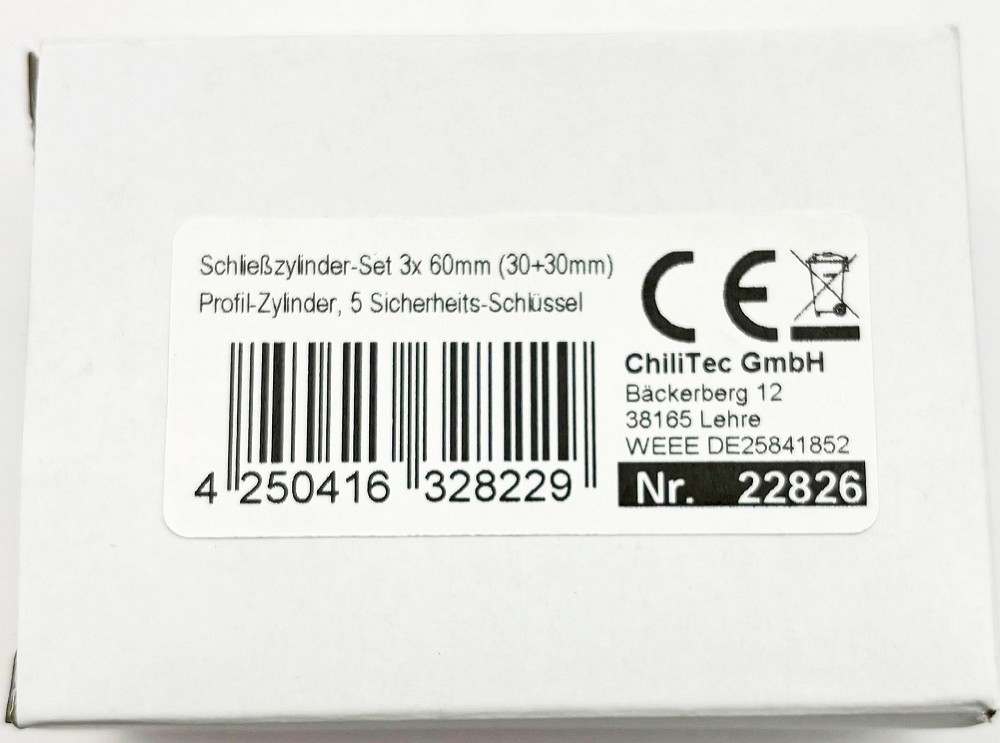 Schließzylinder-Set 3x 60mm (30+30mm)
Profil-Zylinder, 5 Sicherheits-Schlüssel
4 250416 328229
CE
ChiliTec GmbH
Bäckerberg 12
38165 Lehre
WEEE DE25841852
Nr. 22826